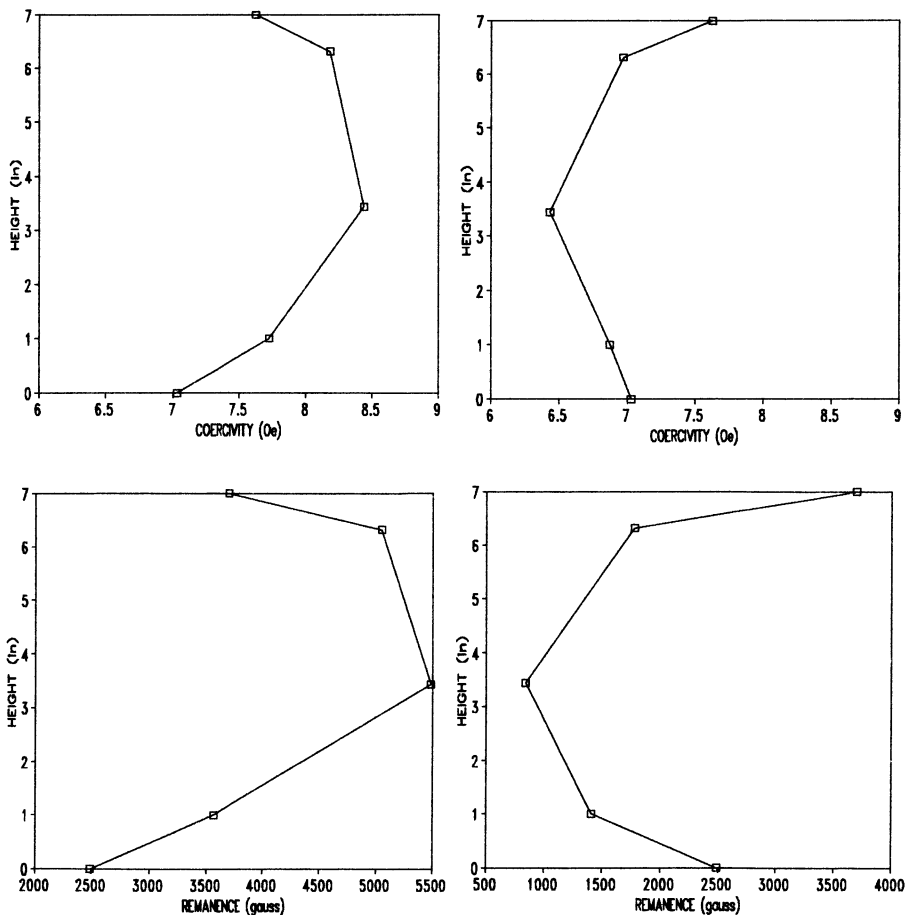 7
6
5
4
3
2
1
0
HEIGHT (In)
6 6.5 7 7.5 8 8.5 9
COERCIVITY (Oe)
7
6
5
4
3
2
1
0
HEIGHT (In)
6 6.5 7 7.5 8 8.5 9
COERCIVITY (Oe)
7
6
5
4
3
2
1
0
HEIGHT (In)
2000 2500 3000 3500 4000 4500 5000 5500
REMANENCE (gauss)
7
6
5
4
3
2
1
0
HEIGHT (In)
500 1000 1500 2000 2500 3000 3500 4000
REMANENCE (gauss)